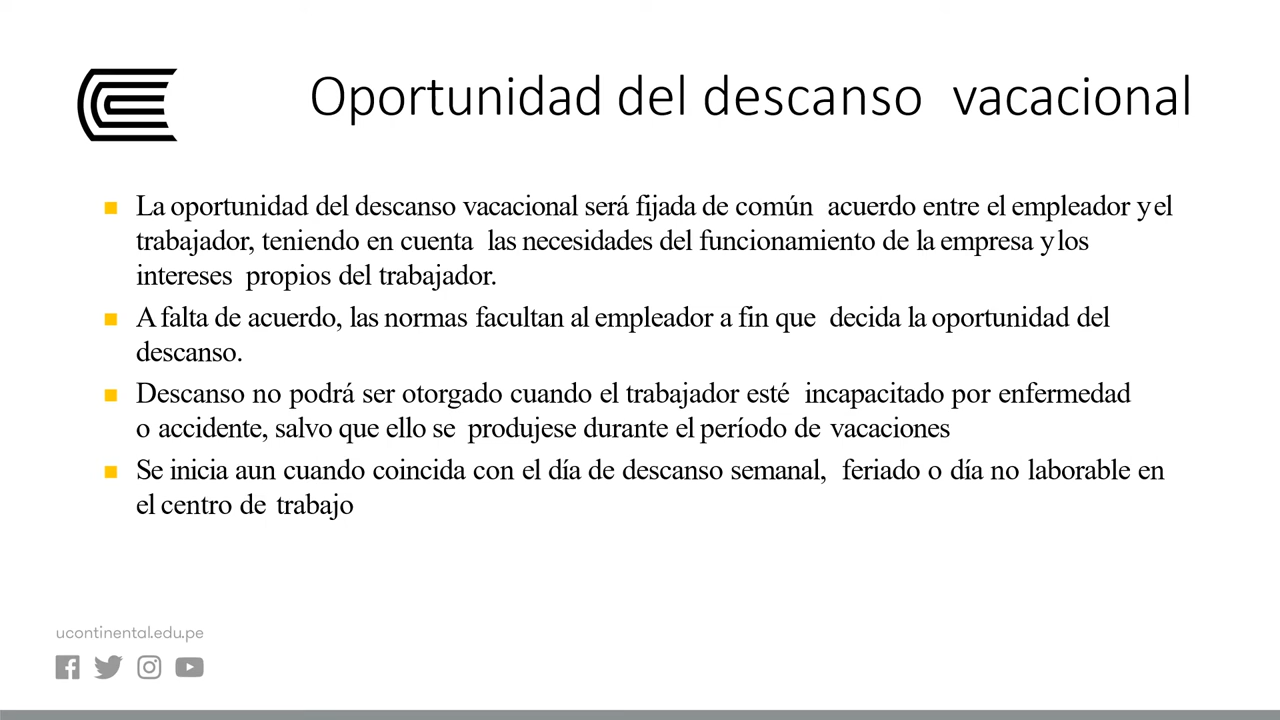 Oportunidad del descanso vacacional
La oportunidad del descanso vacacional será fijada de común acuerdo entre el empleador y el
trabajador, teniendo en cuenta las necesidades del funcionamiento de la empresa y los
intereses propios del trabajador.
A falta de acuerdo, las normas facultan al empleador a fin que decida la oportunidad del
descanso.
Descanso no podrá ser otorgado cuando el trabajador esté incapacitado por enfermedad
o accidente, salvo que ello se produjese durante el período de vacaciones
Se inicia aun cuando coincida con el día de descanso semanal, feriado o día no laborable en
el centro de trabajo
ucontinental.edu.pe